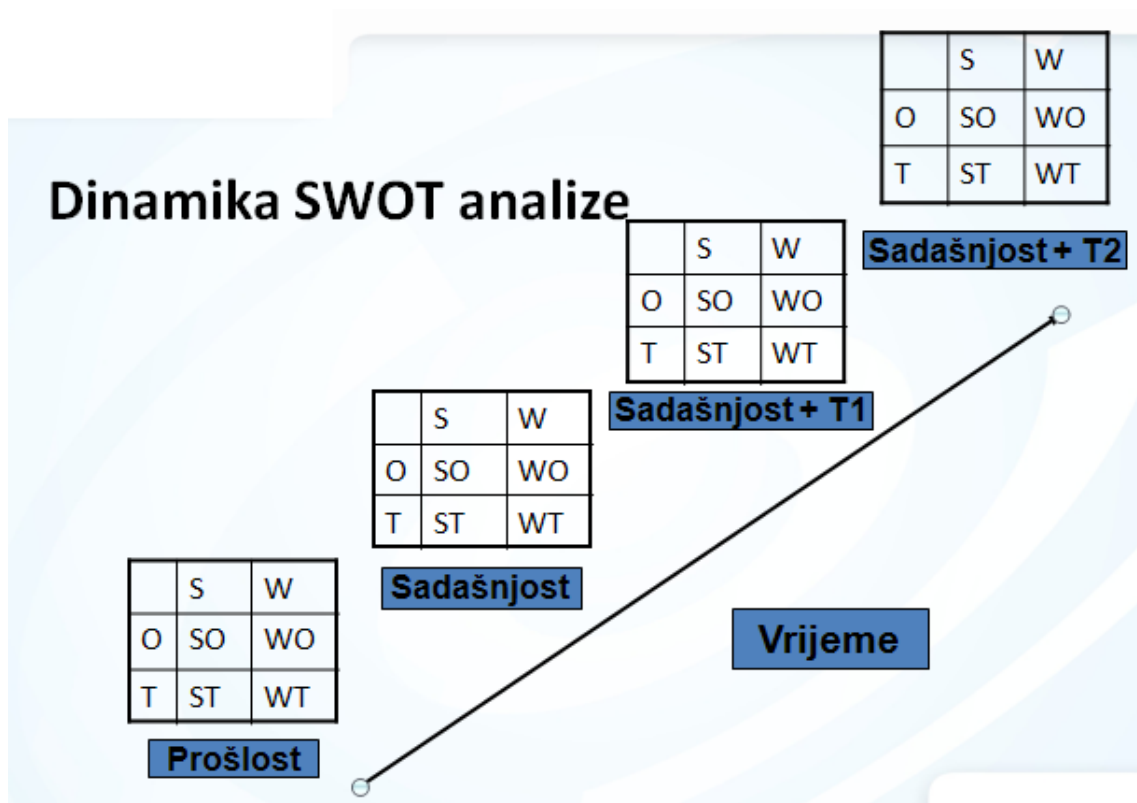 Dinamika SWOT analize
S W
O SO WO
T ST WT
Prošlost
S W
O SO WO
T ST WT
Sadašnjost
S W
O SO WO
T ST WT
Sadašnjost + T1
S W
O SO WO
T ST WT
Sadašnjost + T2
Vrijeme